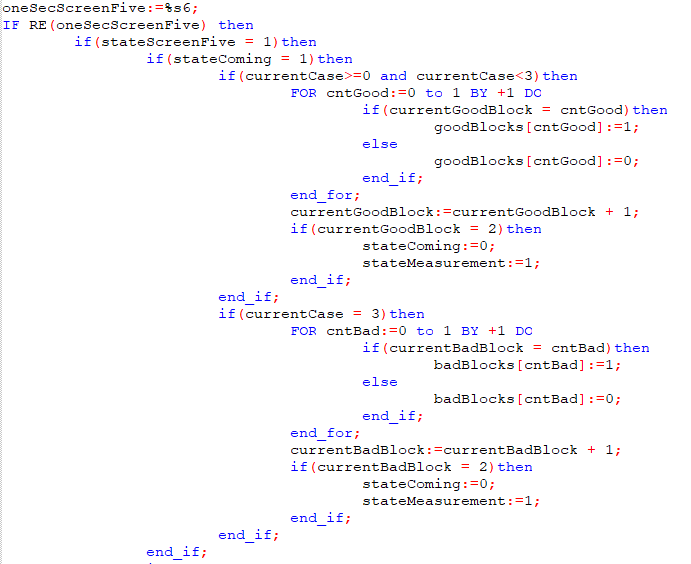 oneSecScreenFive:=%s6;
IF RE(oneSecScreenFive) then
if(stateScreenFive = 1)then
if(stateComing = 1)then
if(currentCase>=0 and currentCase<3)then
FOR cntGood:=0 to 1 BY +1 DO
if(currentGoodBlock = cntGood)then
goodBlocks[cntGood]:=1;
else
goodBlocks[cntGood]:=0;
end_if;
end_for;
currentGoodBlock:=currentGoodBlock + 1;
if(currentGoodBlock = 2)then
stateComing:=0;
stateMeasurement:=1;
end_if;
end_if;
if(currentCase = 3)then
FOR cntBad:=0 to 1 BY +1 DO
if(currentBadBlock = cntBad)then
badBlocks[cntBad]:=1;
else
badBlocks[cntBad]:=0;
end_if;
end_for;
currentBadBlock:=currentBadBlock + 1;
if(currentBadBlock = 2)then
stateComing:=0;
stateMeasurement:=1;
end_if;
end_if;
end_if;